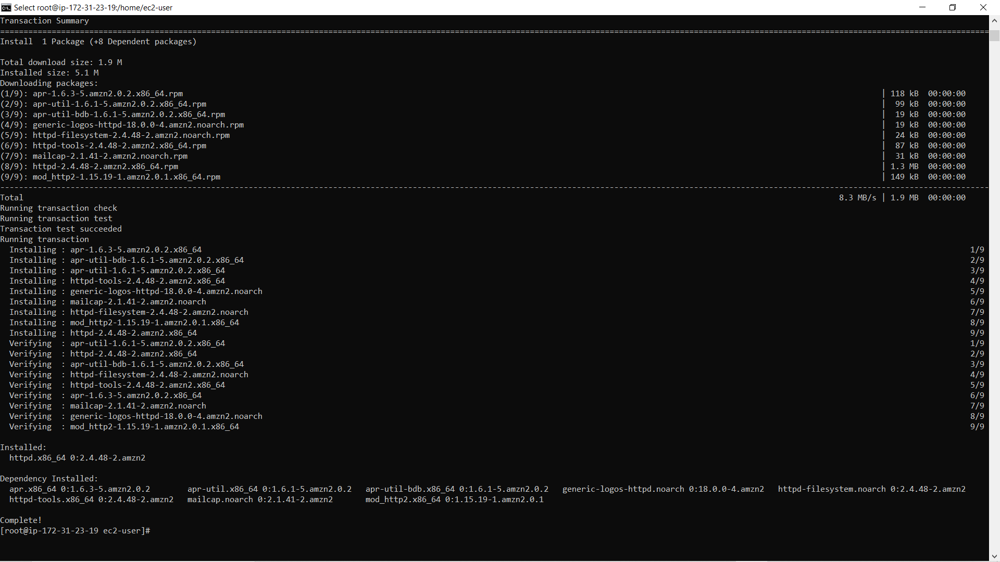 Select root@ip-172-31-23-19:/home/ec2-user
Transaction Summary
================================================================================
Install  1 Package (+8 Dependent packages)
Total download size: 1.9 M
Installed size: 5.1 M
Downloading packages:
(1/9): apr-1.6.3-5.amzn2.0.2.x86_64.rpm | 118 kB  00:00:00
(2/9): apr-util-1.6.1-5.amzn2.0.2.x86_64.rpm |  99 kB  00:00:00
(3/9): apr-util-bdb-1.6.1-5.amzn2.0.2.x86_64.rpm |  19 kB  00:00:00
(4/9): generic-logos-httpd-18.0.0-4.amzn2.noarch.rpm |  19 kB  00:00:00
(5/9): httpd-filesystem-2.4.48-2.amzn2.noarch.rpm |  24 kB  00:00:00
(6/9): httpd-tools-2.4.48-2.amzn2.x86_64.rpm |  87 kB  00:00:00
(7/9): mailcap-2.1.41-2.amzn2.noarch.rpm |  31 kB  00:00:00
(8/9): httpd-2.4.48-2.amzn2.x86_64.rpm | 1.3 MB  00:00:00
(9/9): mod_http2-1.15.19-1.amzn2.0.1.x86_64.rpm | 149 kB  00:00:00
--------------------------------------------------------------------------------
Total 8.3 MB/s | 1.9 MB  00:00:00
Running transaction check
Running transaction test
Transaction test succeeded
Running transaction
  Installing : apr-1.6.3-5.amzn2.0.2.x86_64 1/9
  Installing : apr-util-bdb-1.6.1-5.amzn2.0.2.x86_64 2/9
  Installing : apr-util-1.6.1-5.amzn2.0.2.x86_64 3/9
  Installing : httpd-tools-2.4.48-2.amzn2.x86_64 4/9
  Installing : generic-logos-httpd-18.0.0-4.amzn2.noarch 5/9
  Installing : mailcap-2.1.41-2.amzn2.noarch 6/9
  Installing : httpd-filesystem-2.4.48-2.amzn2.noarch 7/9
  Installing : mod_http2-1.15.19-1.amzn2.0.1.x86_64 8/9
  Installing : httpd-2.4.48-2.amzn2.x86_64 9/9
  Verifying  : apr-util-1.6.1-5.amzn2.0.2.x86_64 1/9
  Verifying  : httpd-2.4.48-2.amzn2.x86_64 2/9
  Verifying  : apr-util-bdb-1.6.1-5.amzn2.0.2.x86_64 3/9
  Verifying  : httpd-filesystem-2.4.48-2.amzn2.noarch 4/9
  Verifying  : httpd-tools-2.4.48-2.amzn2.x86_64 5/9
  Verifying  : apr-1.6.3-5.amzn2.0.2.x86_64 6/9
  Verifying  : mailcap-2.1.41-2.amzn2.noarch 7/9
  Verifying  : generic-logos-httpd-18.0.0-4.amzn2.noarch 8/9
  Verifying  : mod_http2-1.15.19-1.amzn2.0.1.x86_64 9/9
Installed:
  httpd.x86_64 0:2.4.48-2.amzn2
Dependency Installed:
  apr.x86_64 0:1.6.3-5.amzn2.0.2   apr-util.x86_64 0:1.6.1-5.amzn2.0.2   apr-util-bdb.x86_64 0:1.6.1-5.amzn2.0.2   generic-logos-httpd.noarch 0:18.0.0-4.amzn2   httpd-filesystem.noarch 0:2.4.48-2.amzn2
  httpd-tools.x86_64 0:2.4.48-2.amzn2   mailcap.noarch 0:2.1.41-2.amzn2   mod_http2.x86_64 0:1.15.19-1.amzn2.0.1
Complete!
[root@ip-172-31-23-19 ec2-user]#